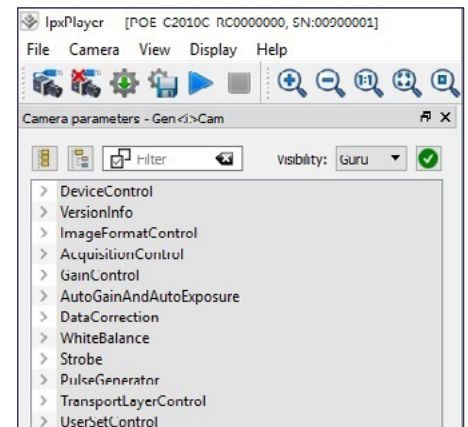 IpxPlayer [POE-C2010C-RC0000000, SN:00000001]
File Camera View Display Help
Camera parameters - Gen<i>Cam
Filter Visibility: Guru
DeviceControl
VersionInfo
ImageFormatControl
AcquisitionControl
GainControl
AutoGainAndAutoExposure
DataCorrection
WhiteBalance
Strobe
PulseGenerator
TransportLayerControl
UserSetControl